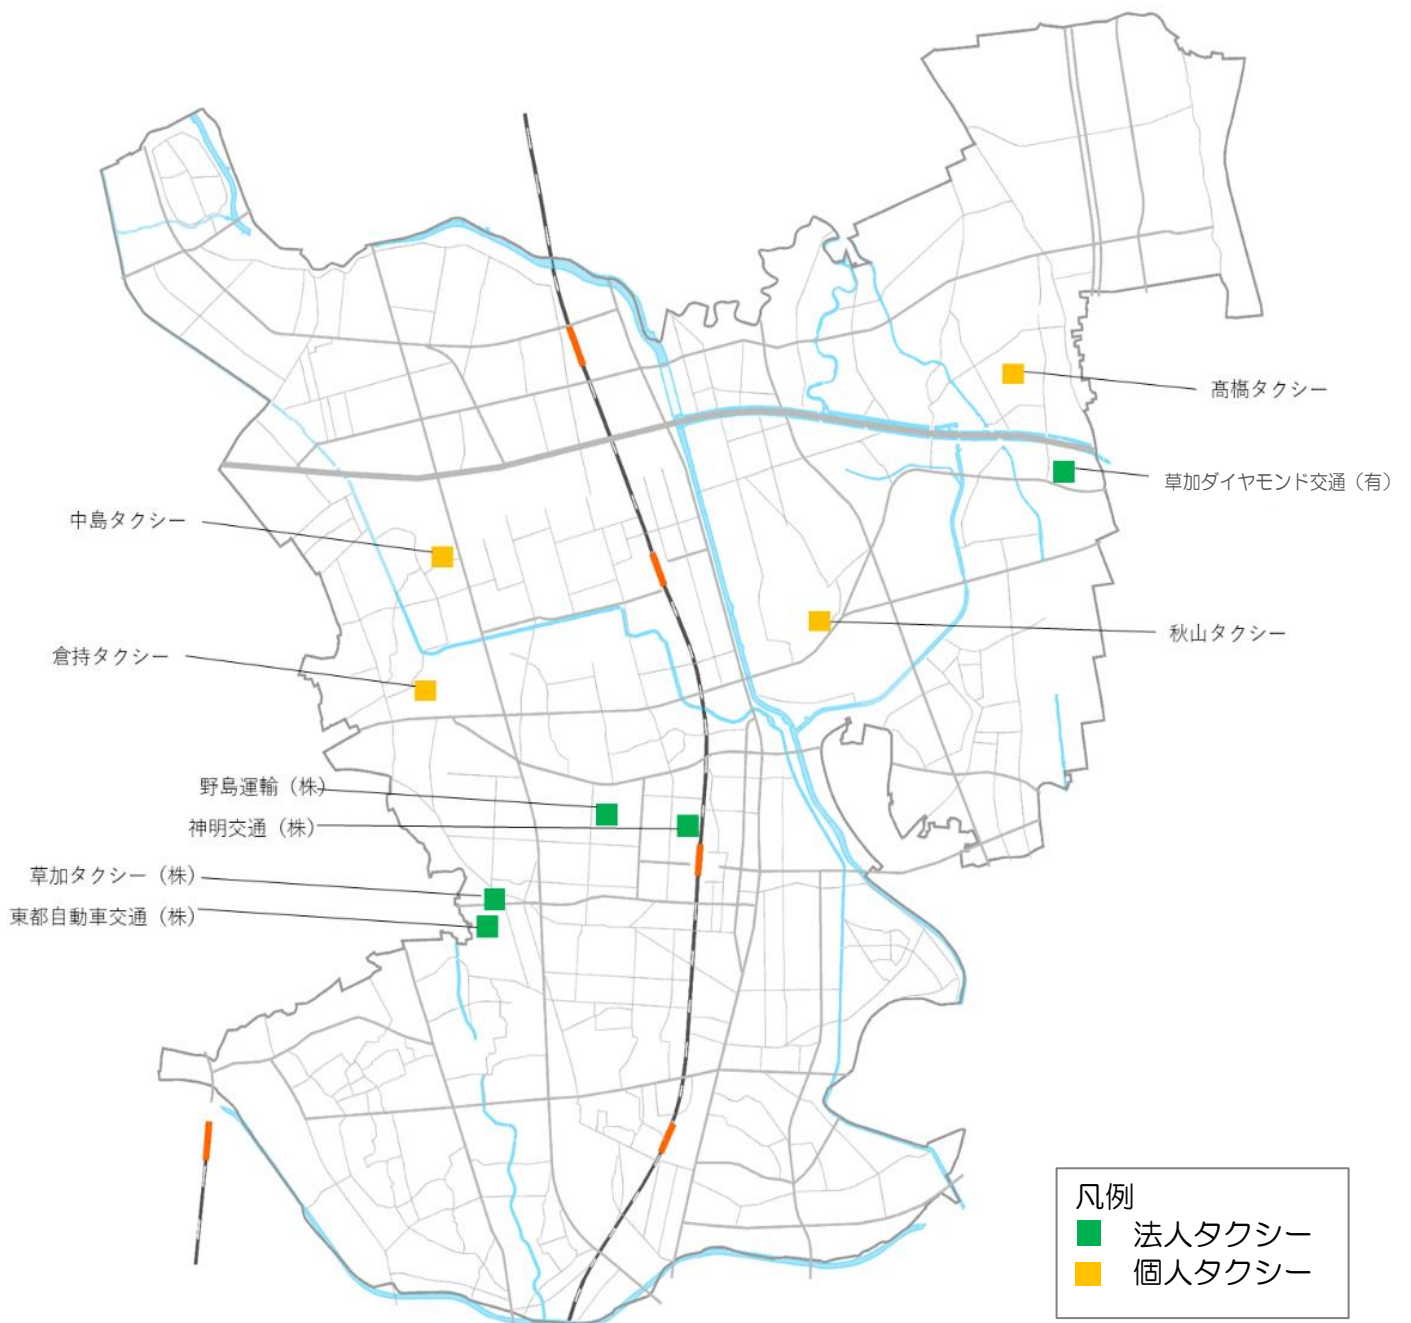 髙槗タクシー
草加ダイヤモンド交通（有）
中島タクシー
秋山タクシー
倉持タクシー
野島運輸（株）
神明交通（株）
草加タクシー（株）
東都自動車交通（株）
凡例
法人タクシー
個人タクシー